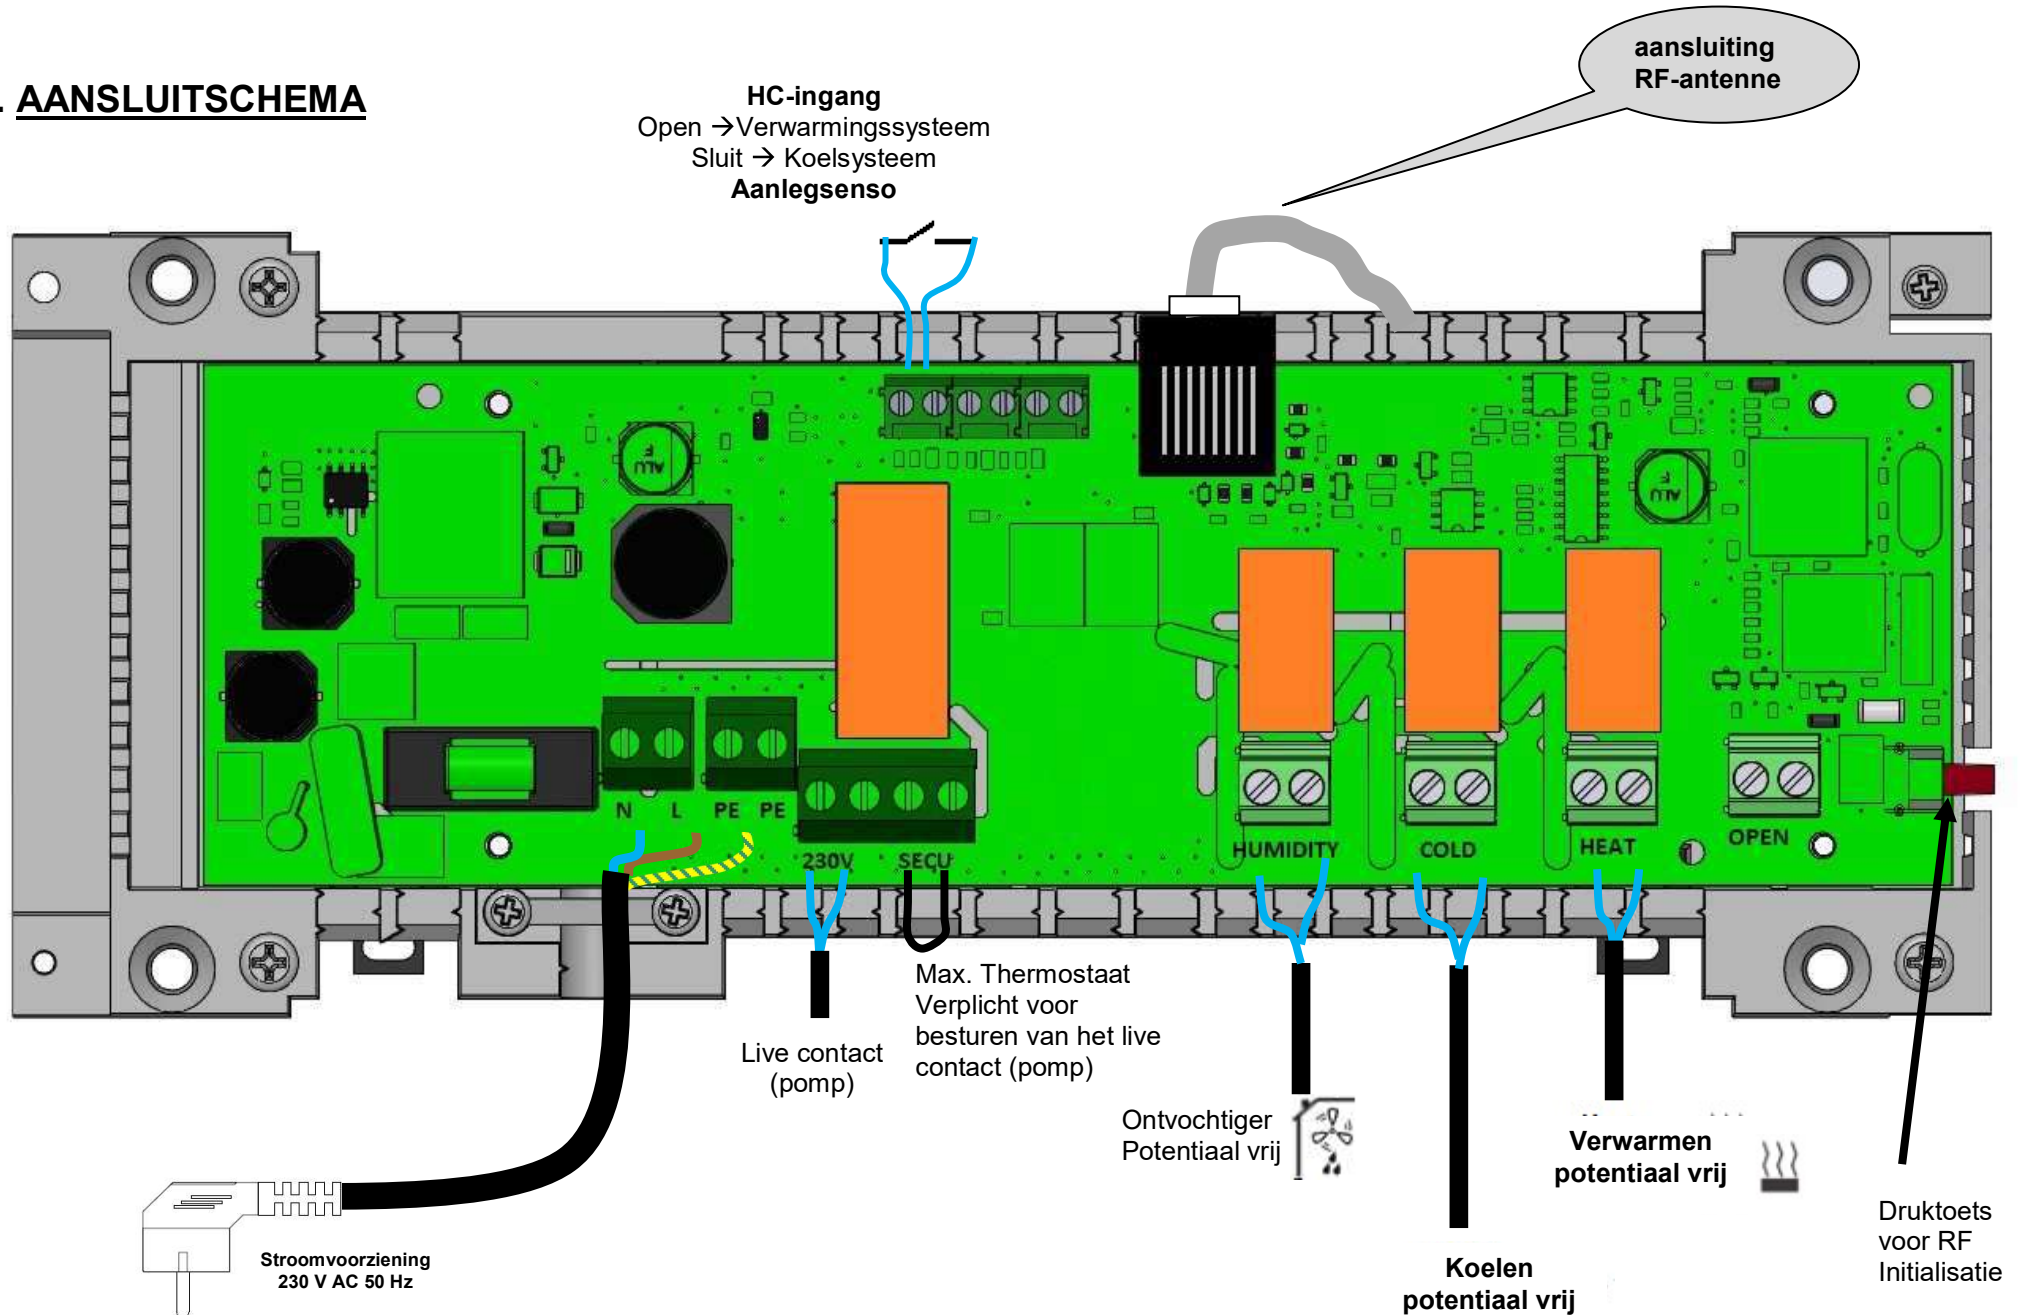 . AANSLUITSCHEMA
HC-ingang
Open →Verwarmingssysteem
Sluit → Koelsysteem
Aanlegsenso
aansluiting
RF-antenne
ALU
ALU
N L PE PE
230V SECU
HUMIDITY
COLD
HEAT
OPEN
Live contact
(pomp)
Max. Thermostaat
Verplicht voor
besturen van het live
contact (pomp)
Ontvochtiger
Potentiaal vrij
Verwarmen
potentiaal vrij
Koelen
potentiaal vrij
Druktoets
voor RF
Initialisatie
Stroomvoorziening
230 V AC 50 Hz